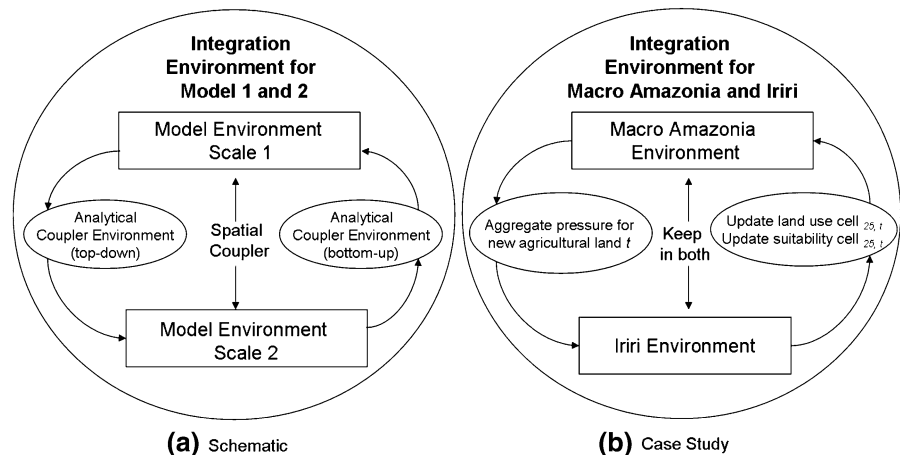 Integration
Environment for
Model 1 and 2
Model Environment
Scale 1
Analytical
Coupler Environment
(top-down)
Spatial
Coupler
Analytical
Coupler Environment
(bottom-up)
Model Environment
Scale 2
(a) Schematic
Integration
Environment for
Macro Amazonia and Iriri
Macro Amazonia
Environment
Aggregate pressure for
new agricultural land t
Keep
in both
Update land use cell 25, t
Update suitability cell 25, t
Iriri Environment
(b) Case Study